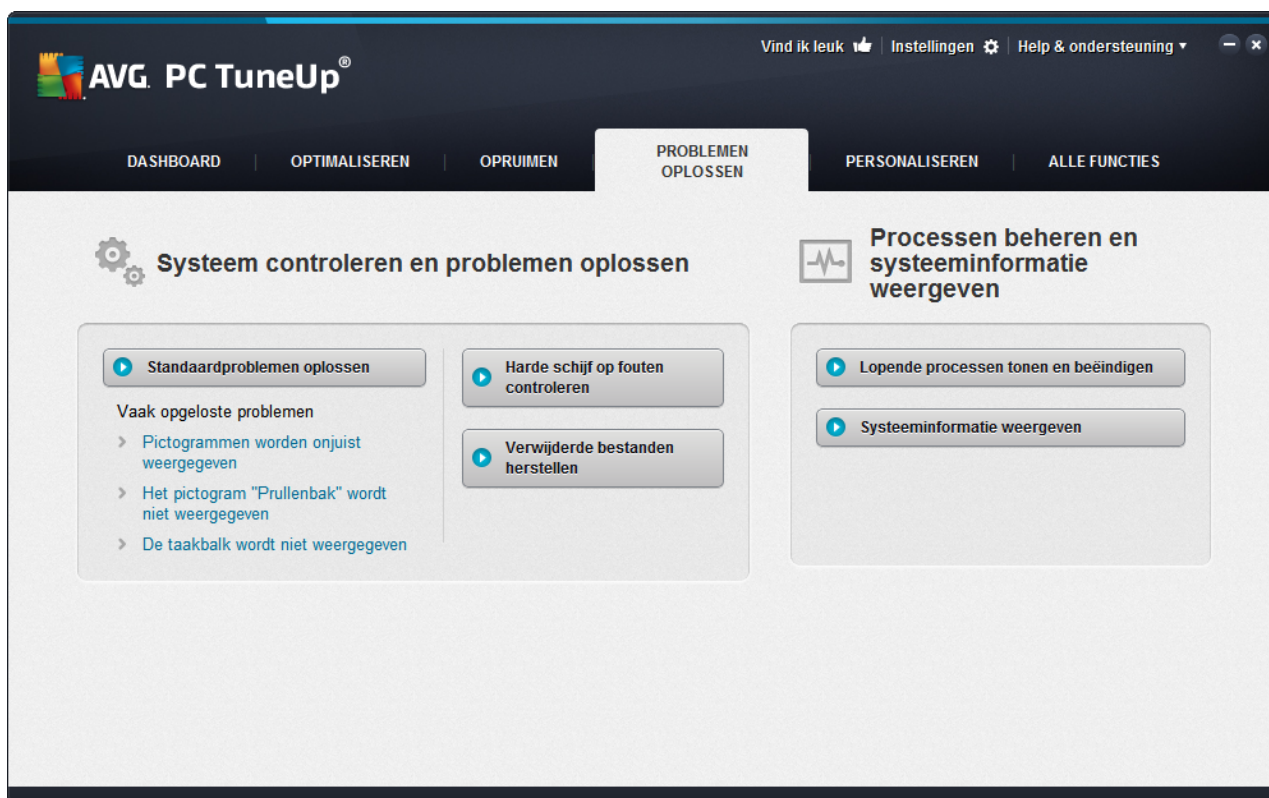 Vind ik leuk
Instellingen
Help & ondersteuning
AVG. PC TuneUp®
DASHBOARD
OPTIMALISEREN
OPRUIMEN
PROBLEMEN
OPLOSSEN
PERSONALISEREN
ALLE FUNCTIES
Systeem controleren en problemen oplossen
Standaardproblemen oplossen
Vaak opgeloste problemen
Pictogrammen worden onjuist
weergegeven
Het pictogram "Prullenbak" wordt
niet weergegeven
De taakbalk wordt niet weergegeven
Harde schijf op fouten
controleren
Verwijderde bestanden
herstellen
Processen beheren en
systeeminformatie
weergeven
Lopende processen tonen en beëindigen
Systeeminformatie weergeven